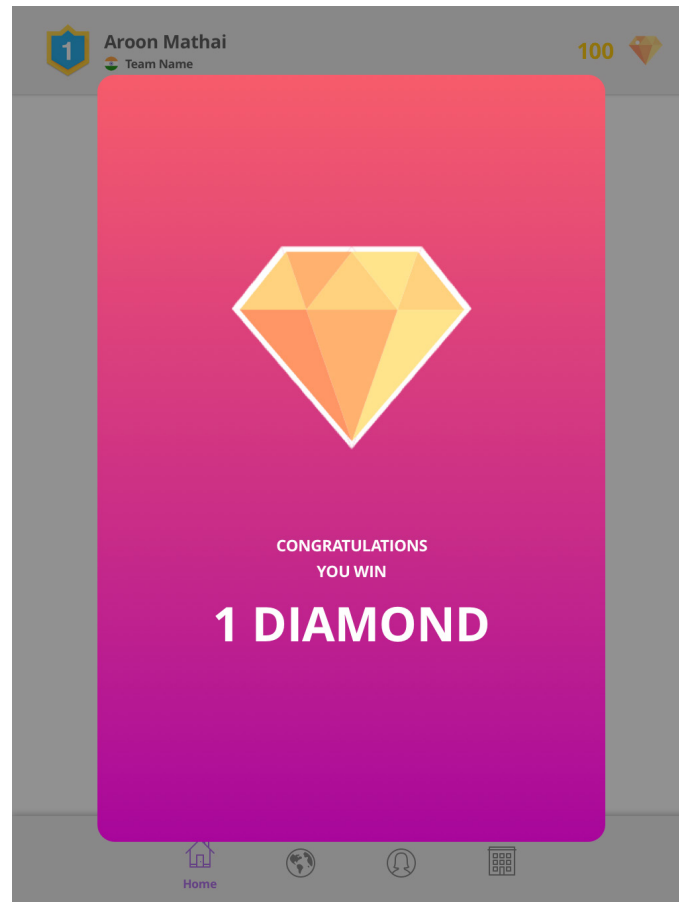 1
Aroon Mathai
Team Name
100
CONGRATULATIONS
YOU WIN
1 DIAMOND
Home